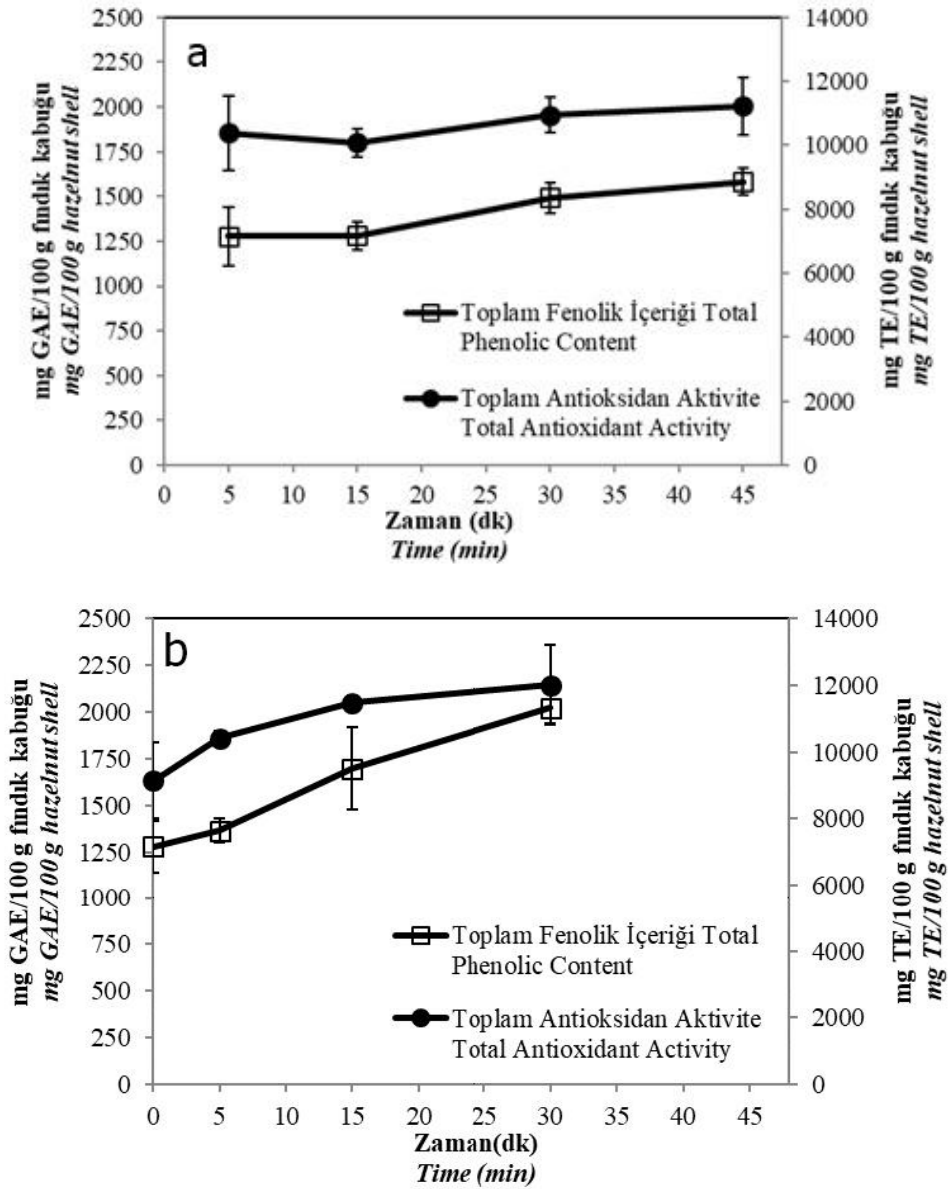 a
2500
2250
2000
1750
1500
1250
1000
750
500
250
0
14000
12000
10000
8000
6000
4000
2000
0
mg GAE/100 g fındık kabuğu
mg GAE/100 g hazelnut shell
mg TE/100 g fındık kabuğu
mg TE/100 g hazelnut shell
Toplam Fenolik İçeriği Total
Phenolic Content
Toplam Antioksidan Aktivite
Total Antioxidant Activity
0 5 10 15 20 25 30 35 40 45
Zaman (dk)
Time (min)
b
2500
2250
2000
1750
1500
1250
1000
750
500
250
0
14000
12000
10000
8000
6000
4000
2000
0
mg GAE/100 g fındık kabuğu
mg GAE/100 g hazelnut shell
mg TE/100 g fındık kabuğu
mg TE/100 g hazelnut shell
Toplam Fenolik İçeriği Total
Phenolic Content
Toplam Antioksidan Aktivite
Total Antioxidant Activity
0 5 10 15 20 25 30 35 40 45
Zaman(dk)
Time (min)